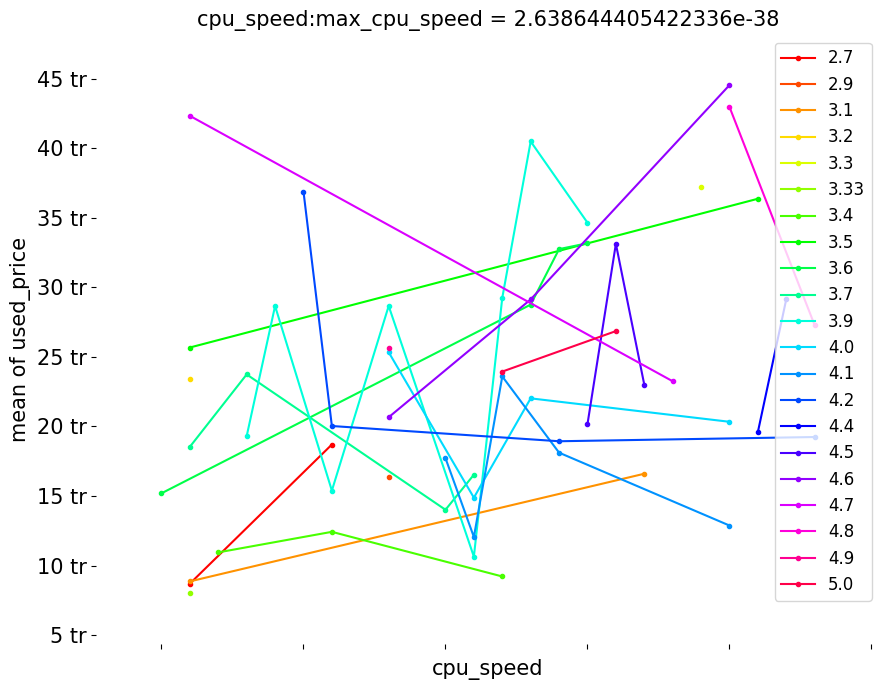 cpu_speed:max_cpu_speed = 2.638644405422336e-38
mean of used_price
45 tr
40 tr
35 tr
30 tr
25 tr
20 tr
15 tr
10 tr
5 tr
cpu_speed
2.7
2.9
3.1
3.2
3.3
3.33
3.4
3.5
3.6
3.7
3.9
4.0
4.1
4.2
4.4
4.5
4.6
4.7
4.8
4.9
5.0